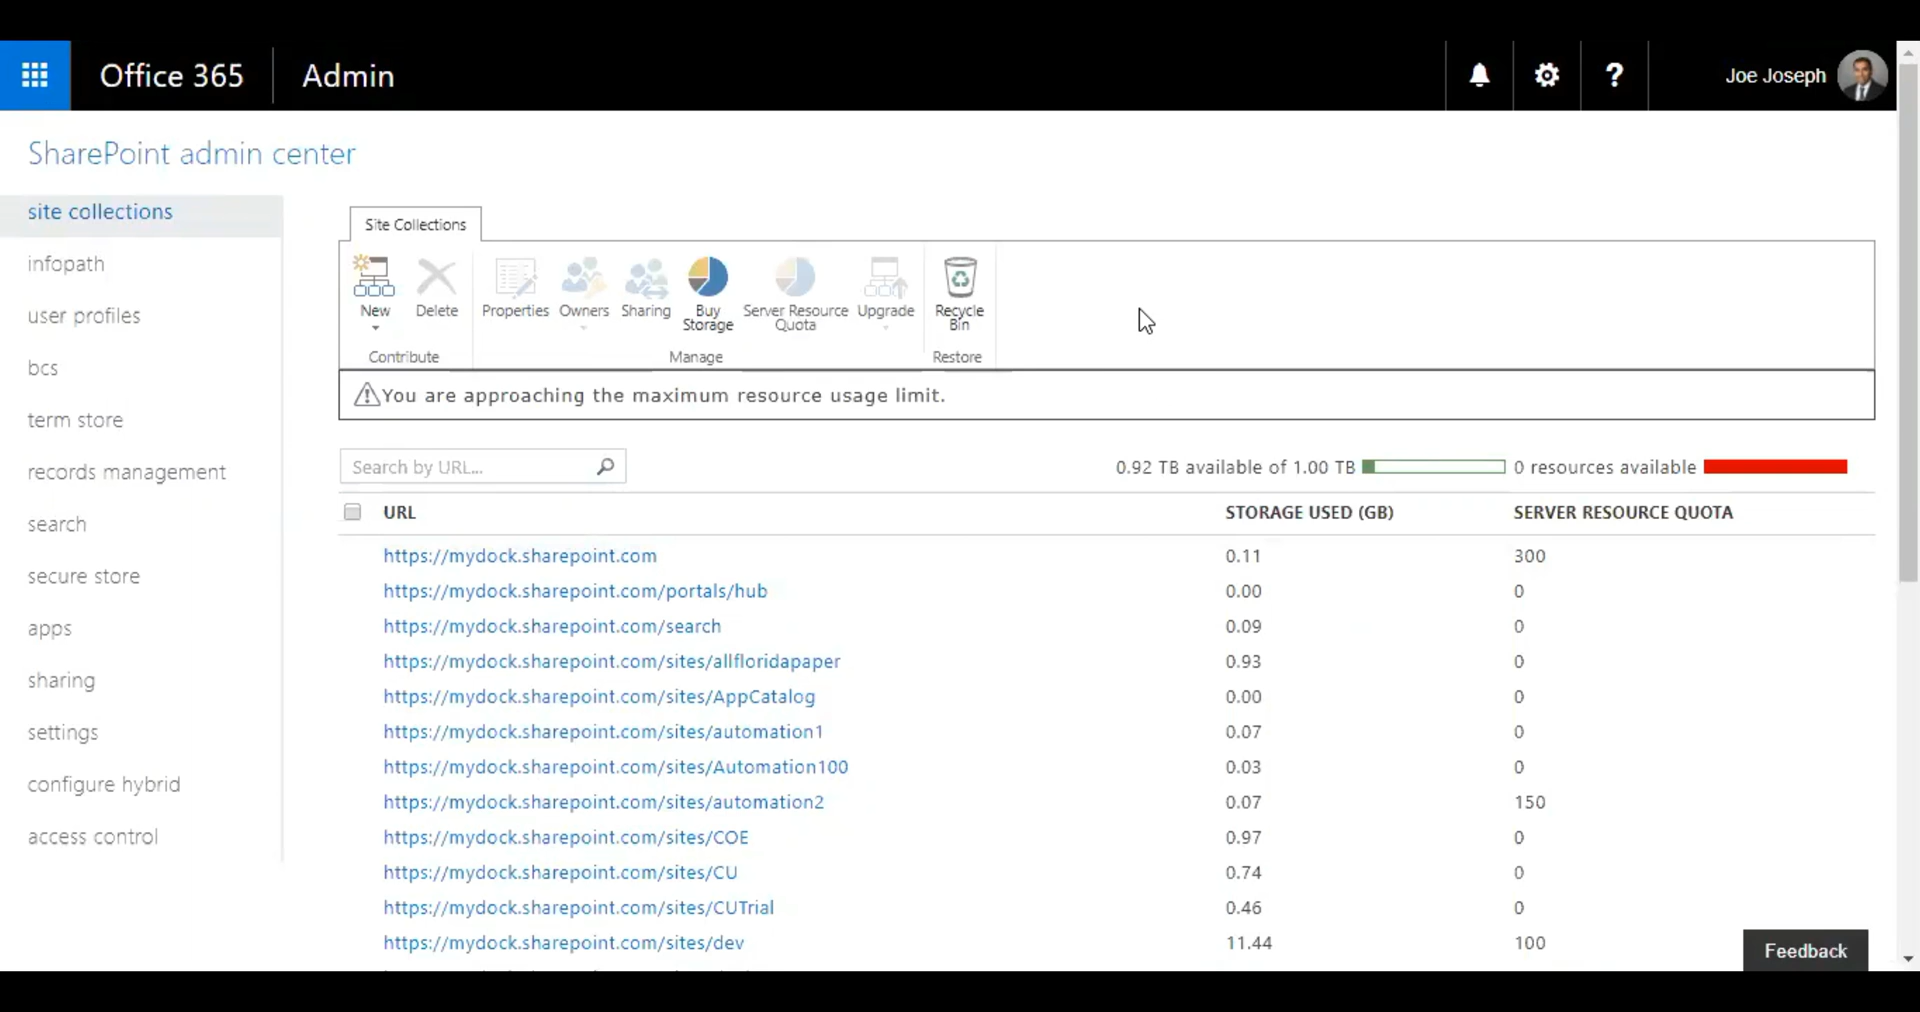 Office 365 Admin ? Joe Joseph
SharePoint admin center
site collections
infopath
user profiles
bcs
term store
records management
search
secure store
apps
sharing
settings
configure hybrid
access control
Site Collections
New Delete Properties Owners Sharing Buy Storage Server Resource Quota Upgrade Recycle Bin
Contribute Manage Restore
You are approaching the maximum resource usage limit.
Search by URL... 0.92 TB available of 1.00 TB 0 resources available
URL STORAGE USED (GB) SERVER RESOURCE QUOTA
https://mydock.sharepoint.com 0.11 300
https://mydock.sharepoint.com/portals/hub 0.00 0
https://mydock.sharepoint.com/search 0.09 0
https://mydock.sharepoint.com/sites/allfloridapaper 0.93 0
https://mydock.sharepoint.com/sites/AppCatalog 0.00 0
https://mydock.sharepoint.com/sites/automation1 0.07 0
https://mydock.sharepoint.com/sites/Automation100 0.03 0
https://mydock.sharepoint.com/sites/automation2 0.07 150
https://mydock.sharepoint.com/sites/COE 0.97 0
https://mydock.sharepoint.com/sites/CU 0.74 0
https://mydock.sharepoint.com/sites/CUTrial 0.46 0
https://mydock.sharepoint.com/sites/dev 11.44 100
Feedback